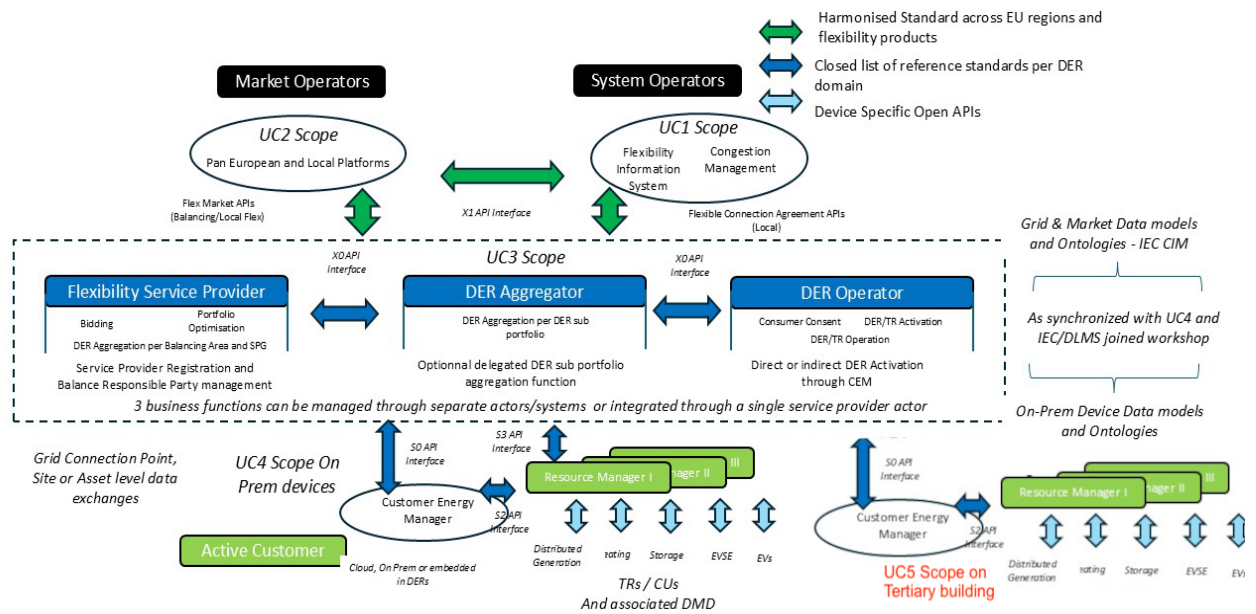 Harmonised Standard across EU regions and
flexibility products
Closed list of reference standards per DER
domain
Device Specific Open APIs
Market Operators
System Operators
UC2 Scope
Pan European and Local Platforms
UC1 Scope
Flexibility
Information
System
Congestion
Management
Flex Market APIs
(Balancing/Local Flex)
X1 API Interface
Flexible Connection Agreement APIs
(Local)
Grid & Market Data models
and Ontologies - IEC CIM
As synchronized with UC4 and
IEC/DLMS joined workshop
On-Prem Device Data models
and Ontologies
X0 API
Interface
UC3 Scope
X0 API
Interface
Flexibility Service Provider
Bidding
Portfolio
Optimisation
DER Aggregation per Balancing Area and SPG
Service Provider Registration and
Balance Responsible Party management
DER Aggregator
DER Aggregation per DER sub
portfolio
Optionnal delegated DER sub portfolio
aggregation function
DER Operator
Consumer Consent
DER/TR Activation
DER/TR Operation
Direct or indirect DER Activation
through CEM
3 business functions can be managed through separate actors/systems or integrated through a single service provider actor
Grid Connection Point,
Site or Asset level data
exchanges
UC4 Scope On
Prem devices
S0 API
Interface
S3 API
Interface
Customer Energy
Manager
S2 API
Interface
Resource Manager I
nager II
III
Active Customer
Cloud, On Prem or embedded
in DERs
Distributed
Generation
rating
Storage
EVSE
EVs
TRs / CUs
And associated DMD
S0 API
Interface
Customer Energy
Manager
S2 API
Interface
Resource Manager I
nager II
III
UC5 Scope on
Tertiary building
Distributed
Generation
rating
Storage
EVSE
EVs